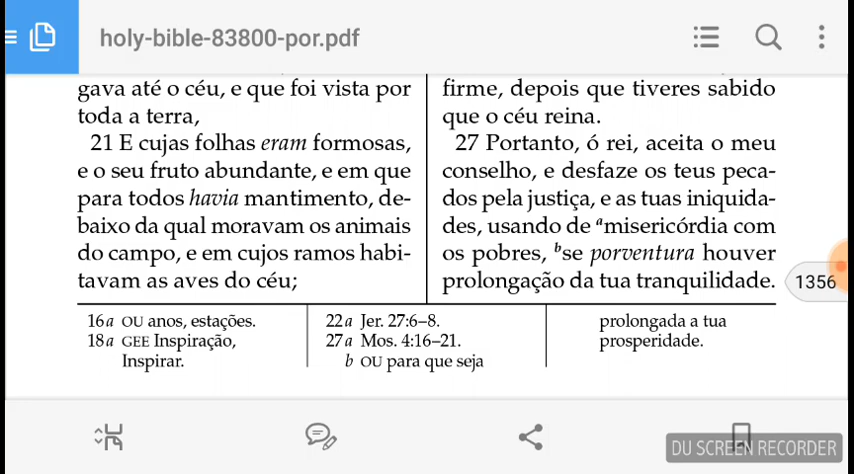 holy-bible-83800-por.pdf
gava até o céu, e que foi vista por
toda a terra,
21 E cujas folhas eram formosas,
e o seu fruto abundante, e em que
para todos havia mantimento, de-
baixo da qual moravam os animais
do campo, e em cujos ramos habi-
tavam as aves do céu;
firme, depois que tiveres sabido
que o céu reina.
27 Portanto, ó rei, aceita o meu
conselho, e desfaze os teus peca-
dos pela justiça, e as tuas iniquida-
des, usando de ᵃmisericórdia com
os pobres, ᵇse porventura houver
prolongação da tua tranquilidade.
1356
16a OU anos, estações.
18a GEE Inspiração,
Inspirar.
22a Jer. 27:6–8.
27a Mos. 4:16–21.
b OU para que seja
prolongada a tua
prosperidade.
DU SCREEN RECORDER